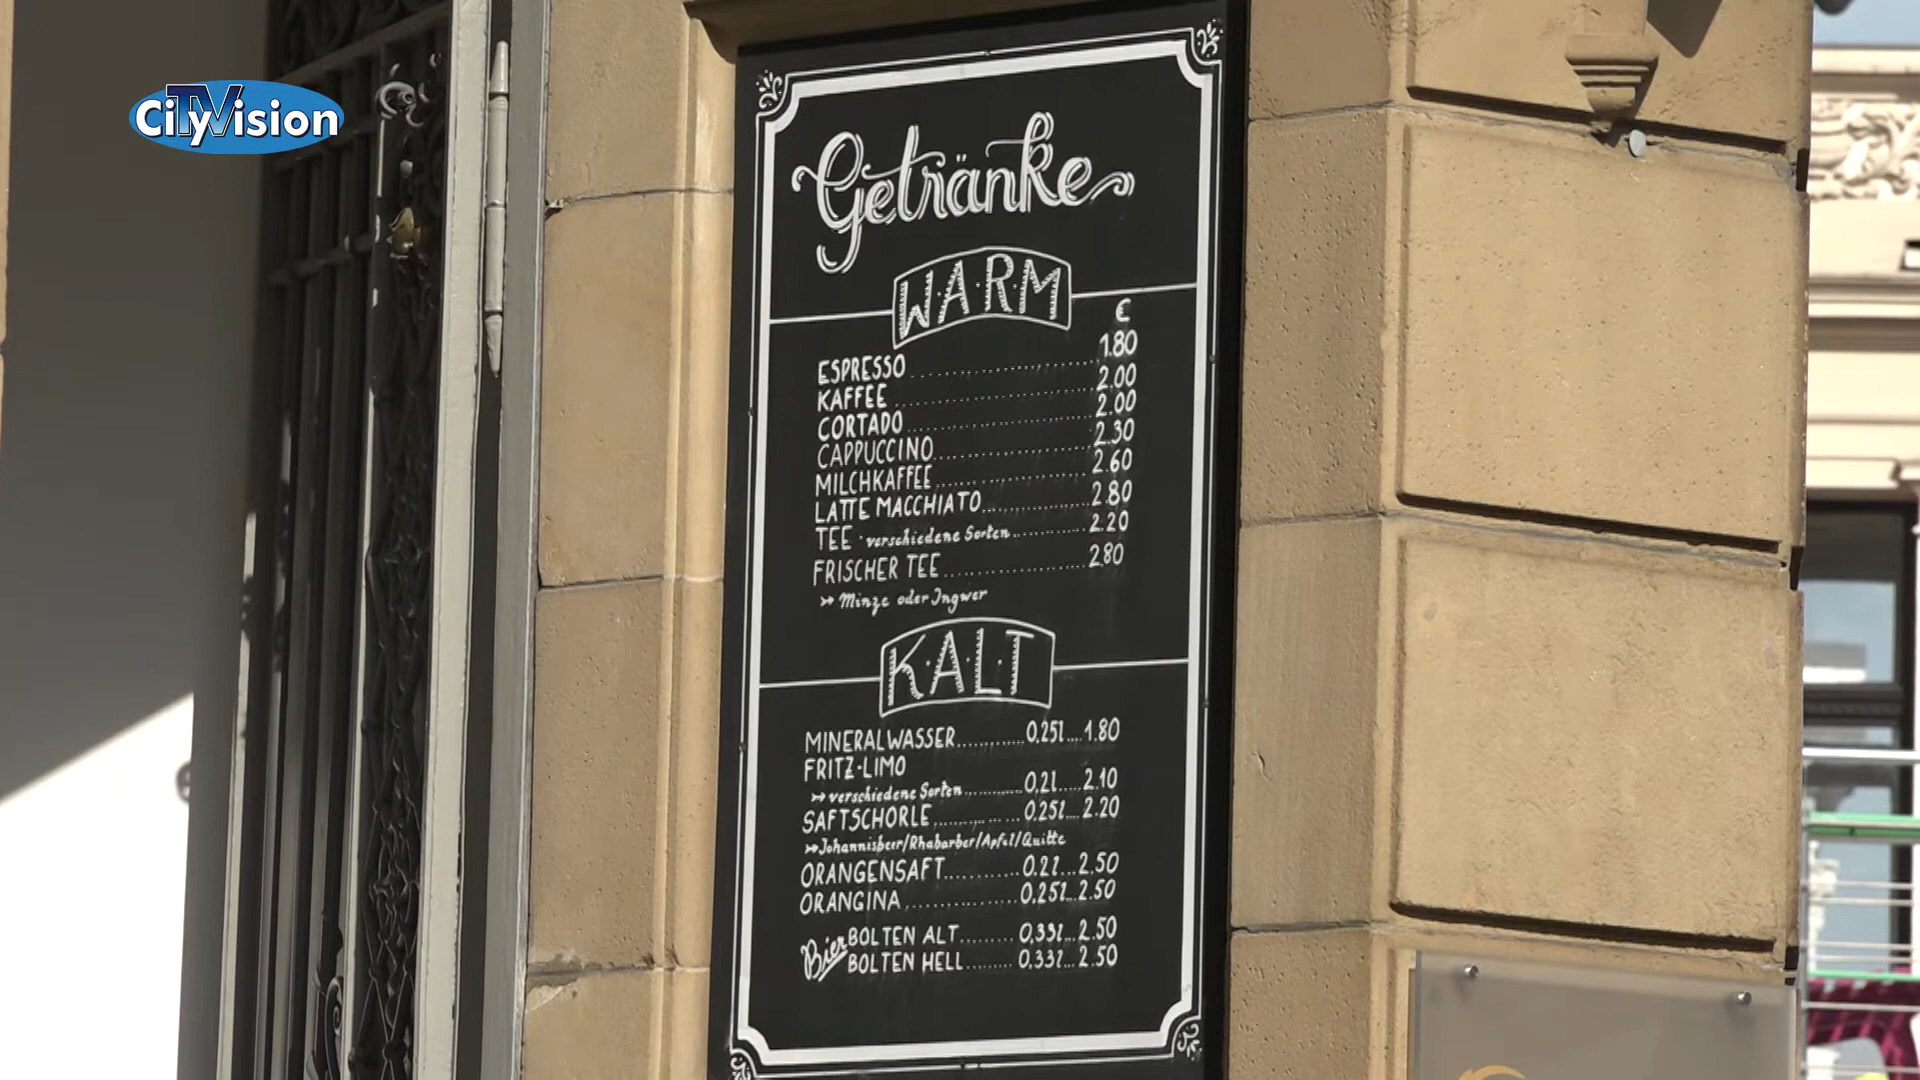 CiTyVision
Getränke
W·A·R·M
€
ESPRESSO 1.80
KAFFEE 2.00
CORTADO 2.00
CAPPUCCINO 2.30
MILCHKAFFEE 2.60
LATTE MACCHIATO 2.80
TEE · verschiedene Sorten 2.20
FRISCHER TEE 2.80
Minze oder Ingwer
K·A·L·T
MINERALWASSER 0,25l 1.80
FRITZ-LIMO
verschiedene Sorten 0,2l 2.10
SAFTSCHORLE 0,25l 2.20
Johannisbeer/Rhabarber/Apfel/Quitte
ORANGENSAFT 0.2l 2.50
ORANGINA 0,25l 2.50
Bier BOLTEN ALT 0,33l 2.50
BOLTEN HELL 0,33l 2.50